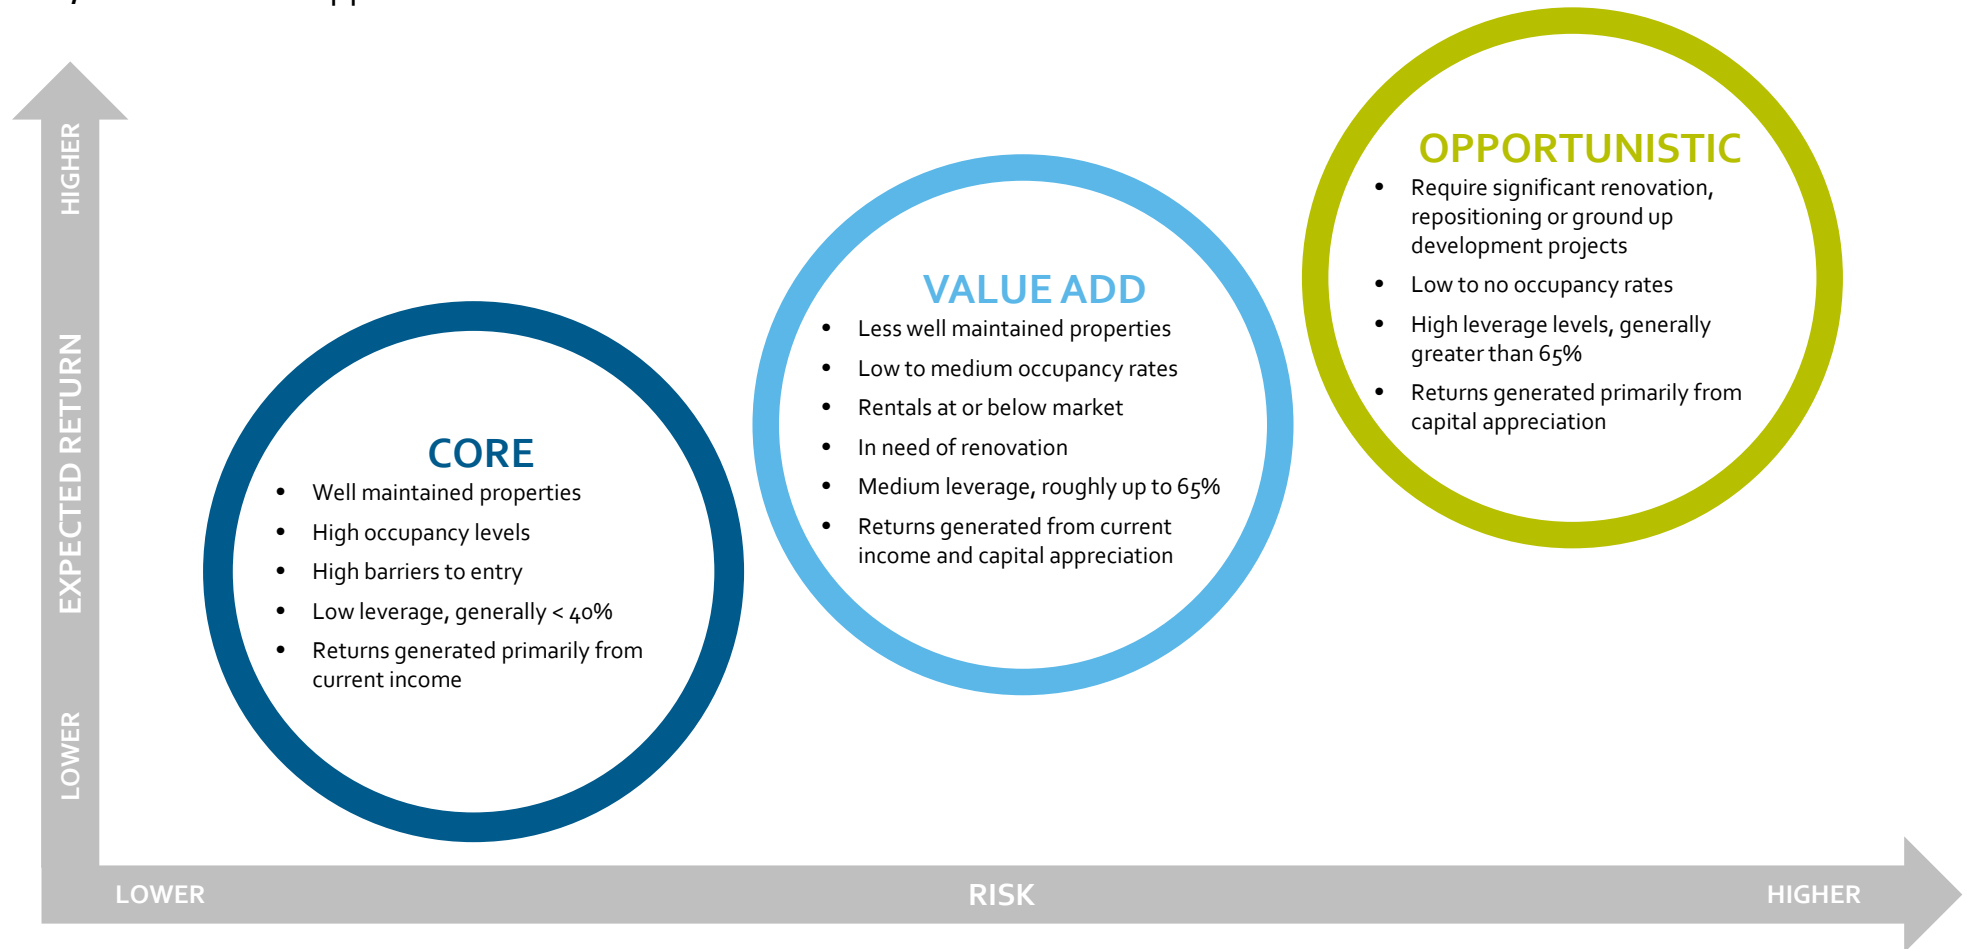 HIGHER
EXPECTED RETURN
LOWER
CORE
• Well maintained properties
• High occupancy levels
• High barriers to entry
• Low leverage, generally < 40%
• Returns generated primarily from
current income
VALUE ADD
• Less well maintained properties
• Low to medium occupancy rates
• Rentals at or below market
• In need of renovation
• Medium leverage, roughly up to 65%
• Returns generated from current
income and capital appreciation
OPPORTUNISTIC
• Require significant renovation,
repositioning or ground up
development projects
• Low to no occupancy rates
• High leverage levels, generally
greater than 65%
• Returns generated primarily from
capital appreciation
LOWER
RISK
HIGHER